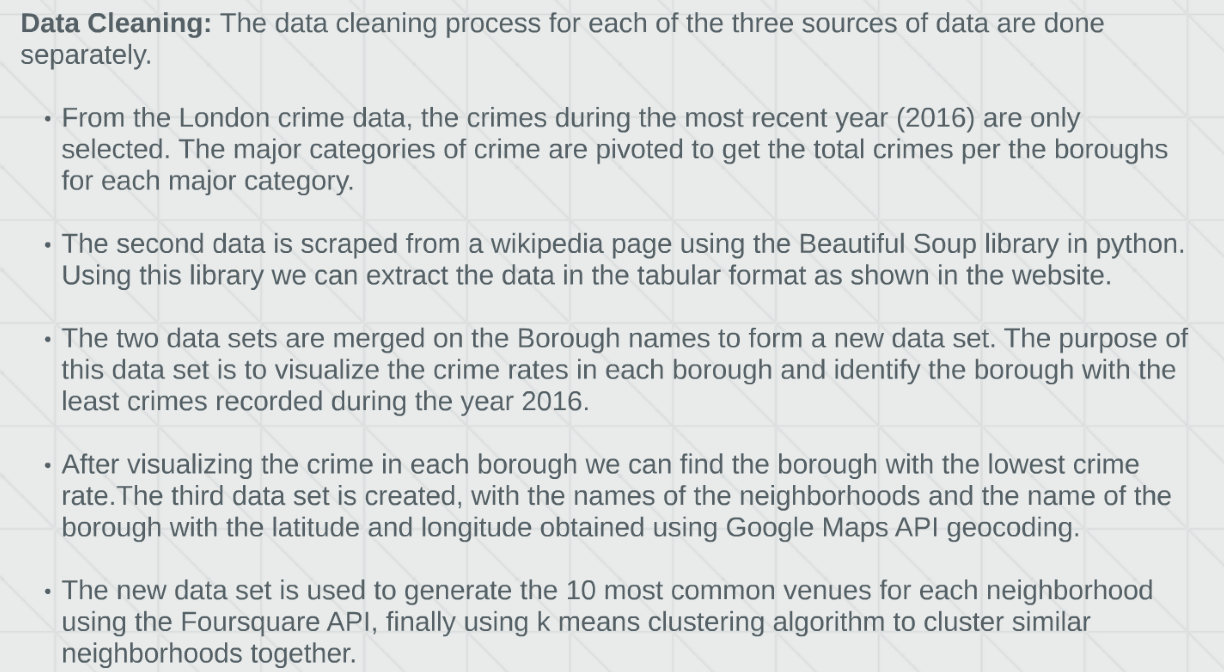 Data Cleaning: The data cleaning process for each of the three sources of data are done
separately.
• From the London crime data, the crimes during the most recent year (2016) are only
selected. The major categories of crime are pivoted to get the total crimes per the boroughs
for each major category.
• The second data is scraped from a wikipedia page using the Beautiful Soup library in python.
Using this library we can extract the data in the tabular format as shown in the website.
• The two data sets are merged on the Borough names to form a new data set. The purpose of
this data set is to visualize the crime rates in each borough and identify the borough with the
least crimes recorded during the year 2016.
• After visualizing the crime in each borough we can find the borough with the lowest crime
rate.The third data set is created, with the names of the neighborhoods and the name of the
borough with the latitude and longitude obtained using Google Maps API geocoding.
• The new data set is used to generate the 10 most common venues for each neighborhood
using the Foursquare API, finally using k means clustering algorithm to cluster similar
neighborhoods together.